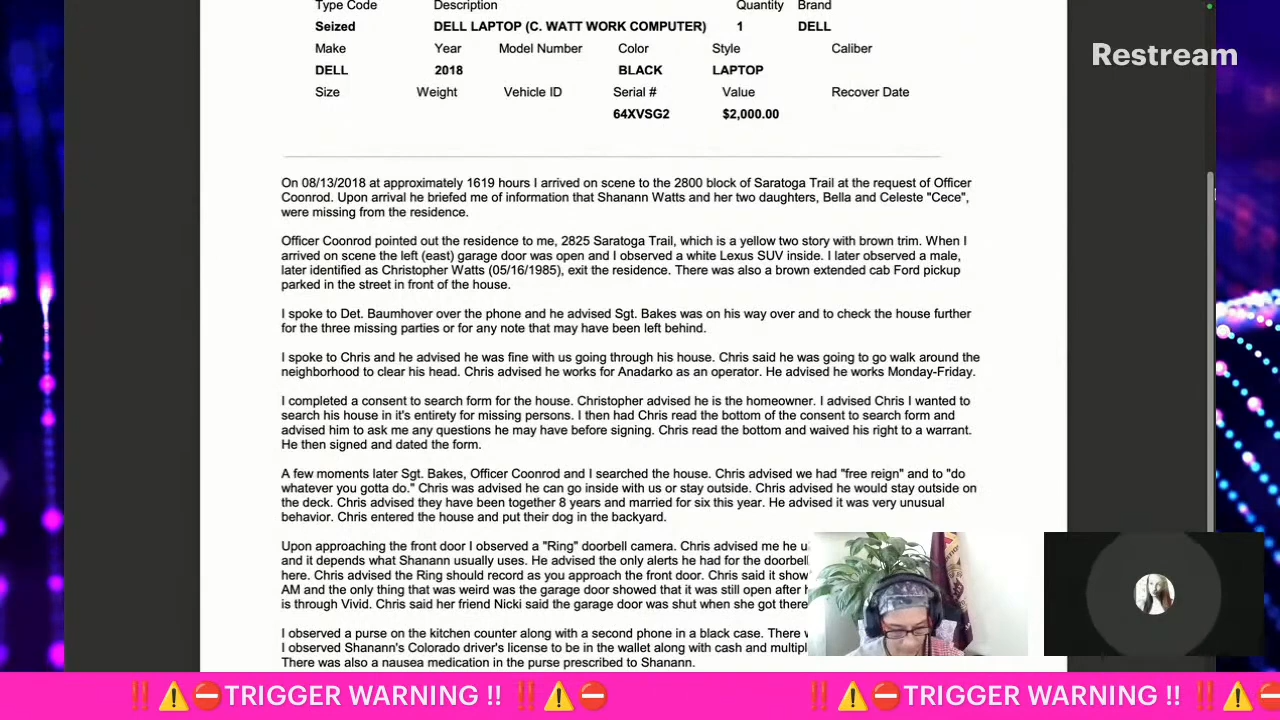 Type Code Description Quantity Brand
Seized DELL LAPTOP (C. WATT WORK COMPUTER) 1 DELL
Make Year Model Number Color Style Caliber
DELL 2018 BLACK LAPTOP
Size Weight Vehicle ID Serial # Value Recover Date
64XVSG2 $2,000.00
Restream
On 08/13/2018 at approximately 1619 hours I arrived on scene to the 2800 block of Saratoga Trail at the request of Officer
Coonrod. Upon arrival he briefed me of information that Shanann Watts and her two daughters, Bella and Celeste "Cece",
were missing from the residence.
Officer Coonrod pointed out the residence to me, 2825 Saratoga Trail, which is a yellow two story with brown trim. When I
arrived on scene the left (east) garage door was open and I observed a white Lexus SUV inside. I later observed a male,
later identified as Christopher Watts (05/16/1985), exit the residence. There was also a brown extended cab Ford pickup
parked in the street in front of the house.
I spoke to Det. Baumhover over the phone and he advised Sgt. Bakes was on his way over and to check the house further
for the three missing parties or for any note that may have been left behind.
I spoke to Chris and he advised he was fine with us going through his house. Chris said he was going to go walk around the
neighborhood to clear his head. Chris advised he works for Anadarko as an operator. He advised he works Monday-Friday.
I completed a consent to search form for the house. Christopher advised he is the homeowner. I advised Chris I wanted to
search his house in it's entirety for missing persons. I then had Chris read the bottom of the consent to search form and
advised him to ask me any questions he may have before signing. Chris read the bottom and waived his right to a warrant.
He then signed and dated the form.
A few moments later Sgt. Bakes, Officer Coonrod and I searched the house. Chris advised we had "free reign" and to "do
whatever you gotta do." Chris was advised he can go inside with us or stay outside. Chris advised he would stay outside on
the deck. Chris advised they have been together 8 years and married for six this year. He advised it was very unusual
behavior. Chris entered the house and put their dog in the backyard.
Upon approaching the front door I observed a "Ring" doorbell camera. Chris advised me he
and it depends what Shanann usually uses. He advised the only alerts he had for the doorbell
here. Chris advised the Ring should record as you approach the front door. Chris said it show
AM and the only thing that was weird was the garage door showed that it was still open after
is through Vivid. Chris said her friend Nicki said the garage door was shut when she got there
I observed a purse on the kitchen counter along with a second phone in a black case. There
I observed Shanann's Colorado driver's license to be in the wallet along with cash and
There was also a nausea medication in the purse prescribed to Shanann.
‼️⚠️⛔TRIGGER WARNING !! ‼️⚠️⛔ ‼️⚠️⛔TRIGGER WARNING !! ‼️⚠️⛔